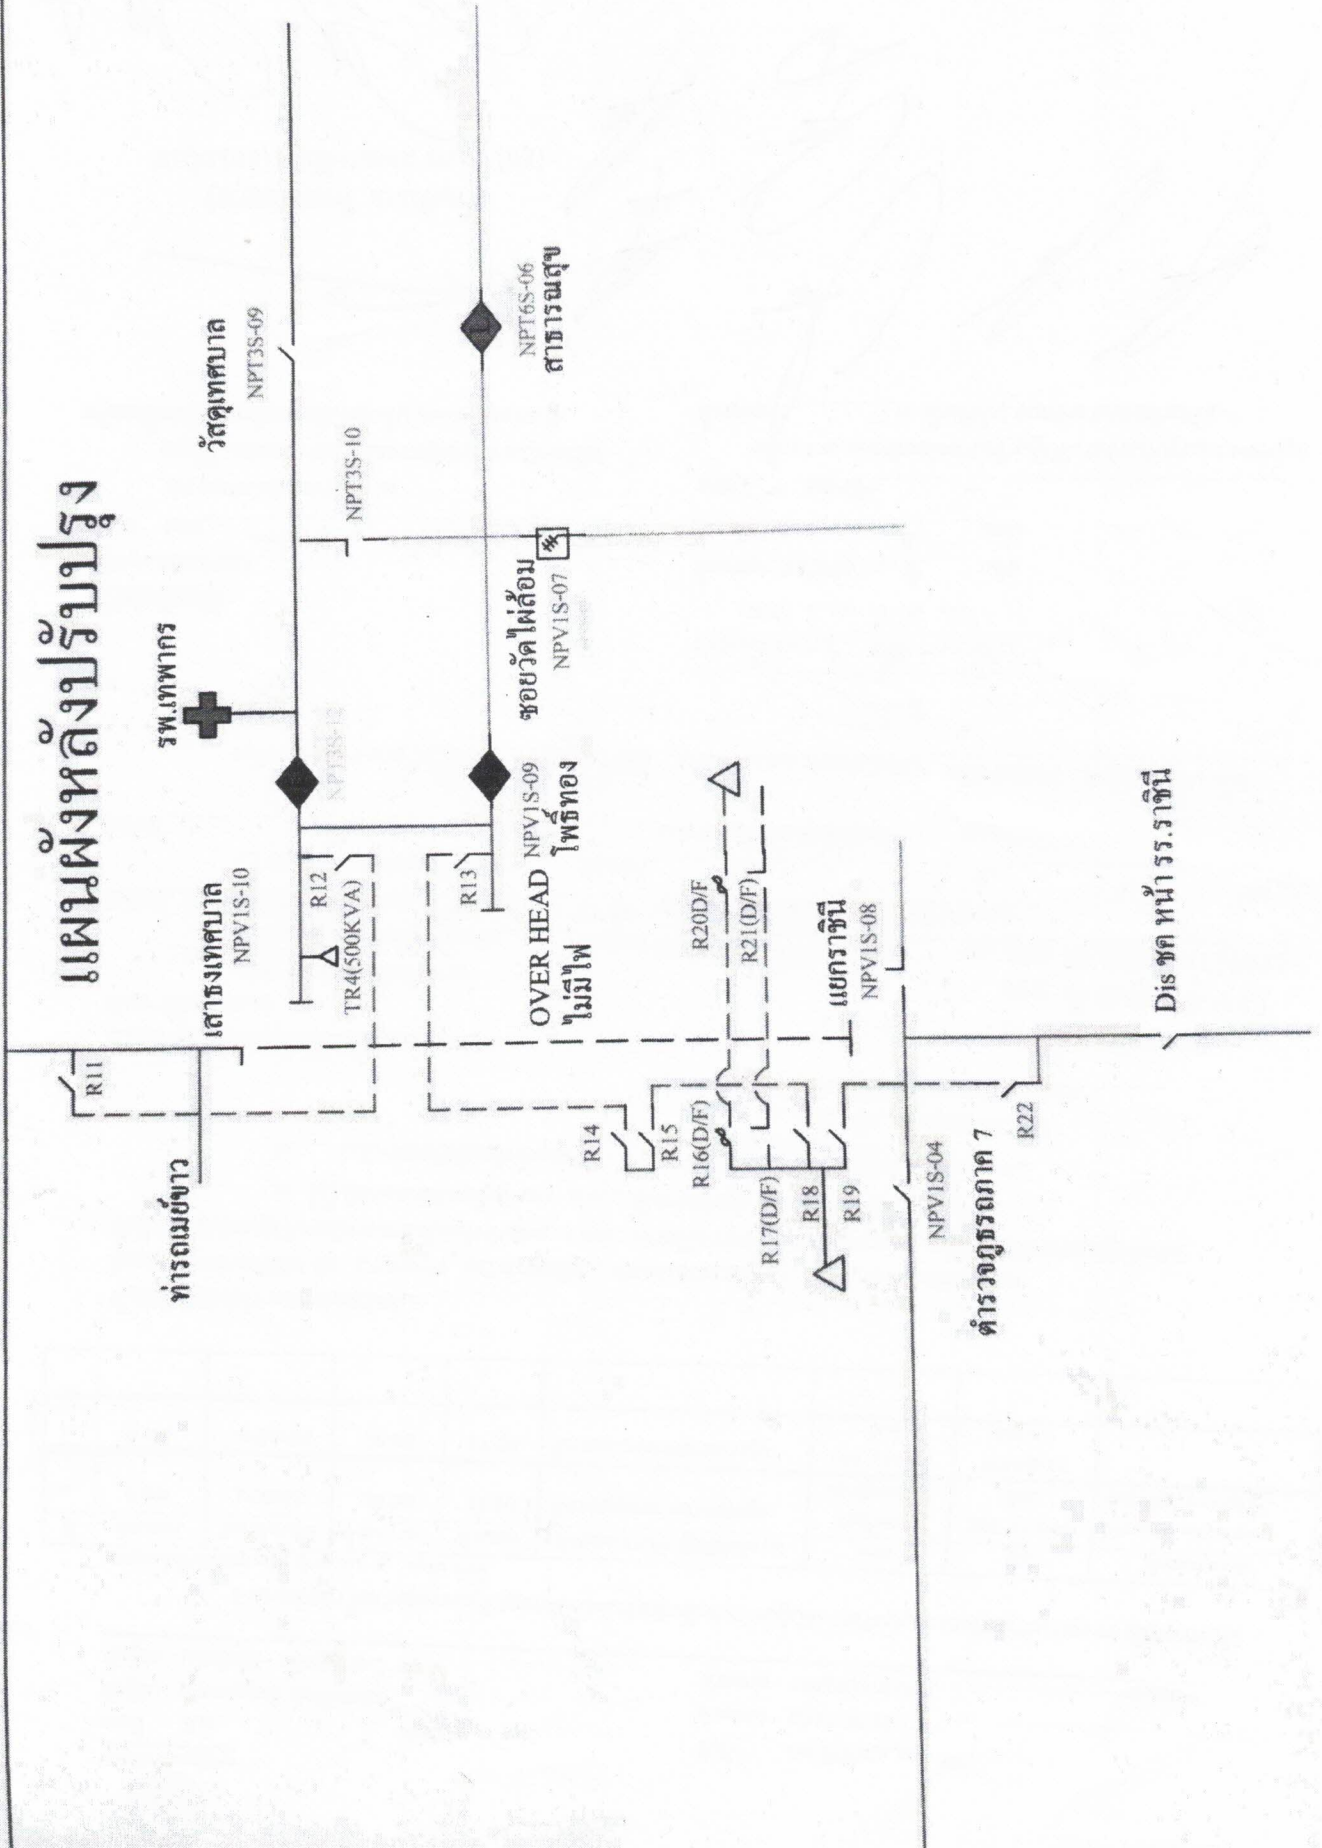 แผนผังหลังปรับปรุง
รพ.เทพากร
วัสดุเทศบาล
NPT3S-09
ท่ารถเมย์ขาว
R11
เสาธงเทศบาล
NPV1S-10
R12
TR4(500KVA)
NPT3S-12
NPT3S-10
R13
OVER HEAD
ไม่มีไฟ
NPV1S-09
โพธิ์ทอง
ซอยวัดไผ่ล้อม
NPV1S-07
NPT6S-06
สาธารณสุข
L
R14
R15
R16(D/F)
R17(D/F)
R18
R19
R20D/F
R21(D/F)
แยกราชินี
NPV1S-08
NPV1S-04
ตำรวจภูธรถภาค 7
R22
Dis ชด หน้า รร.ราชินี